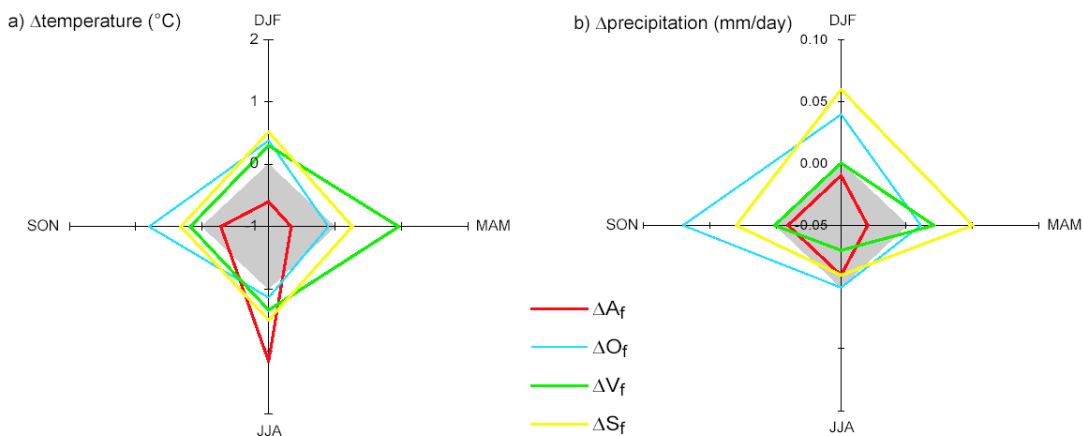 a) Δtemperature (°C)
DJF
2
1
0
-1
SON
MAM
JJA
b) Δprecipitation (mm/day)
DJF
0.10
0.05
0.00
-0.05
SON
MAM
JJA
ΔAf
ΔOf
ΔVf
ΔSf